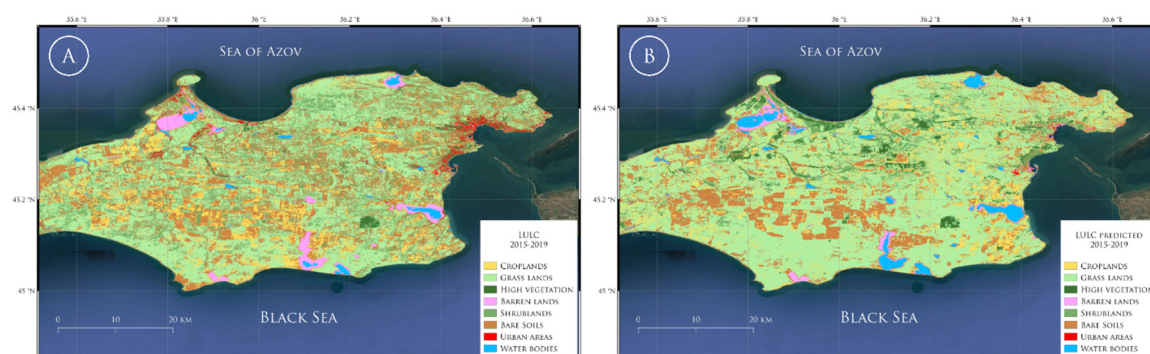 33.6 33.8 36 36.2 36.4 36.6
A
Sea of Azov
45.4 °N
45.2 °N
45 °N
LULC
2015-2019
Croplands
Grass lands
High vegetation
Barren lands
Shrublands
Bare Soils
Urban Areas
Water bodies
0 10 20 KM
Black Sea
33.6 33.8 36 36.2 36.4 36.6
B
Sea of Azov
45.4 °N
45.2 °N
45 °N
LULC predicted
2015-2019
Croplands
Grass lands
High vegetation
Barren lands
Shrublands
Bare Soils
Urban Areas
Water bodies
0 10 20 KM
Black Sea